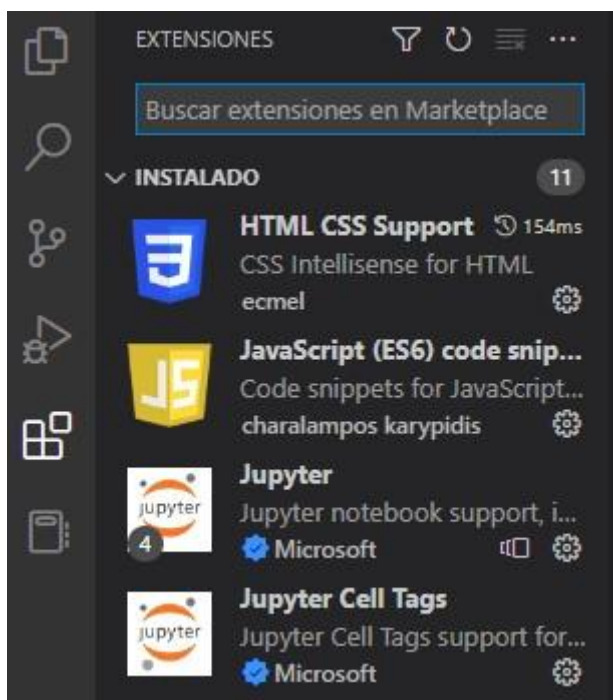 EXTENSIONES
Buscar extensiones en Marketplace
INSTALADO 11
HTML CSS Support 154ms
CSS Intellisense for HTML
ecmel
JS
JavaScript (ES6) code snip...
Code snippets for JavaScript...
charalampos karypidis
jupyter
4
Jupyter
Jupyter notebook support, i...
Microsoft
jupyter
Jupyter Cell Tags
Jupyter Cell Tags support for...
Microsoft